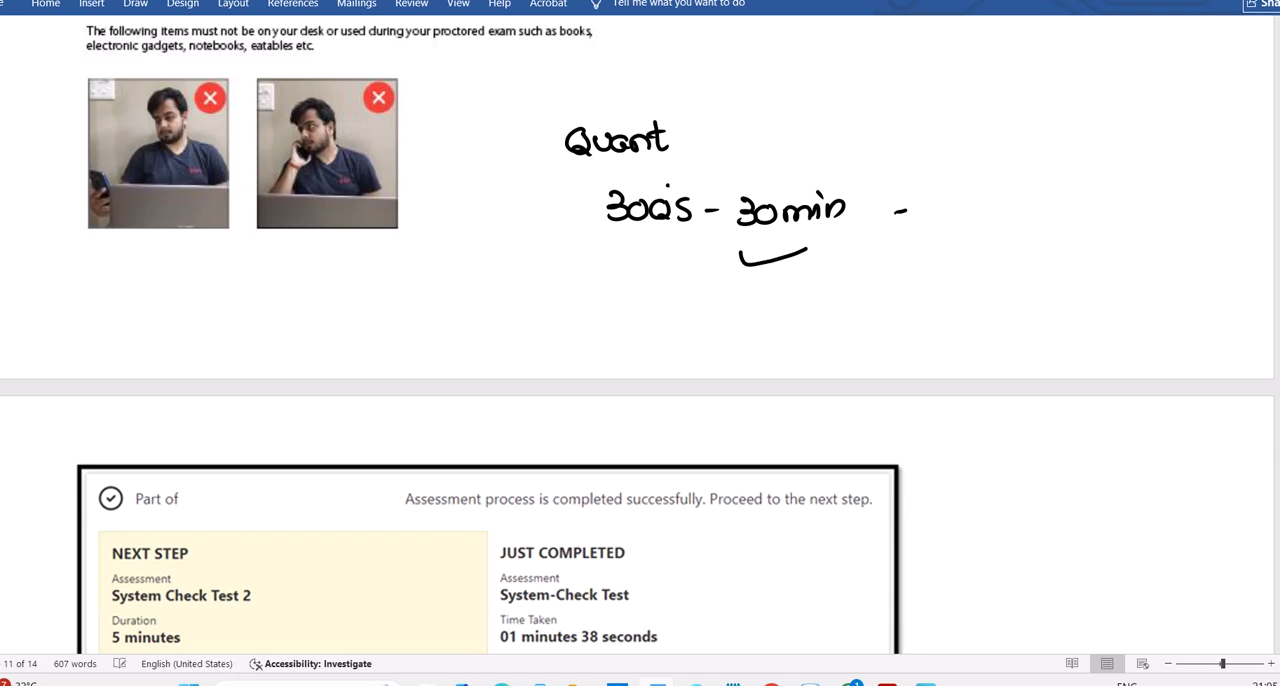 Home Insert Draw Design Layout References Mailings Review View Help Acrobat Tell me what you want to do Sha
The following items must not be on your desk or used during your proctored exam such as books,
electronic gadgets, notebooks, eatables etc.
Quant
30Q's - 30min -
Part of Assessment process is completed successfully. Proceed to the next step.
NEXT STEP JUST COMPLETED
Assessment Assessment
System Check Test 2 System-Check Test
Duration Time Taken
5 minutes 01 minutes 38 seconds
11 of 14 607 words English (United States) Accessibility: Investigate